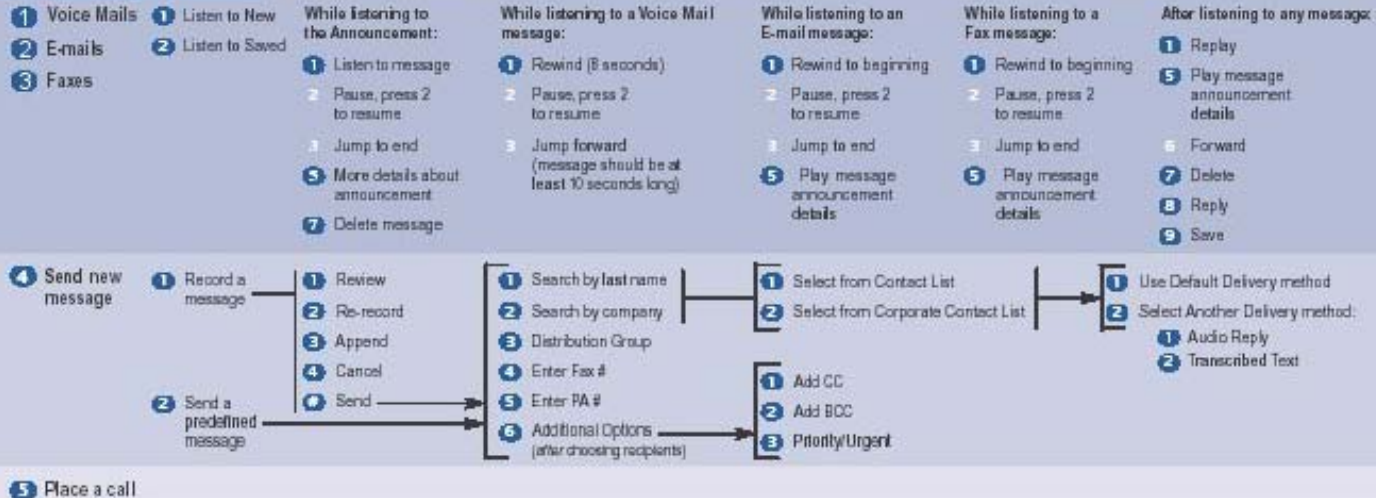 1 Voice Mails
2 E-mails
3 Faxes
1 Listen to New
2 Listen to Saved
While listening to
the Announcement:
1 Listen to message
2 Pause, press 2
to resume
3 Jump to end
5 More details about
announcement
7 Delete message
While listening to a Voice Mail
message:
1 Rewind (8 seconds)
2 Pause, press 2
to resume
3 Jump forward
(message should be at
least 10 seconds long)
While listening to an
E-mail message:
1 Rewind to beginning
2 Pause, press 2
to resume
3 Jump to end
5 Play message
announcement
details
While listening to a
Fax message:
1 Rewind to beginning
2 Pause, press 2
to resume
3 Jump to end
5 Play message
announcement
details
After listening to any message:
1 Replay
5 Play message
announcement
details
6 Forward
7 Delete
8 Reply
9 Save
4 Send new
message
1 Record a
message
2 Send a
predefined
message
1 Review
2 Re-record
3 Append
4 Cancel
# Send
1 Search by last name
2 Search by company
3 Distribution Group
4 Enter Fax #
5 Enter PA #
6 Additional Options
(after choosing recipients)
1 Select from Contact List
2 Select from Corporate Contact List
1 Add CC
2 Add BCC
3 Priority/Urgent
1 Use Default Delivery method
2 Select Another Delivery method:
1 Audio Reply
2 Transcribed Text
5 Place a call